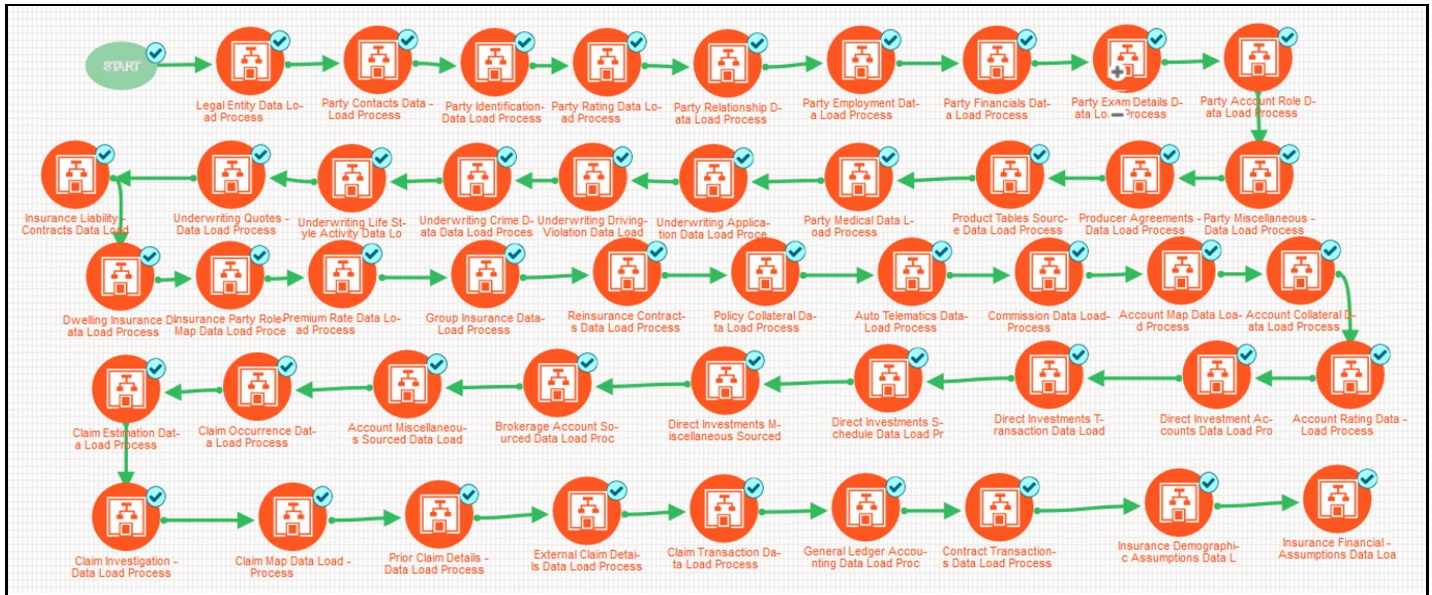 START
Legal Entity Data Lo-
ad Process
Party Contacts Data -
Load Process
Party Identification-
Data Load Process
Party Rating Data Lo-
ad Process
Party Relationship D-
ata Load Process
Party Employment Dat-
a Load Process
Party Financials Dat-
a Load Process
Party Exam Details D-
ata Lo Process
Party Account Role D-
ata Load Process
Insurance Liability -
Contracts Data Load
Underwriting Quotes -
Data Load Process
Underwriting Life St-
yle Activity Data Lo
Underwriting Crime D-
ata Data Load Proces
Underwriting Driving-
Violation Data Load
Underwriting Applica-
tion Data Load Proce
Party Medical Data L-
oad Process
Product Tables Sourc-
e Data Load Process
Producer Agreements -
Data Load Process
Party Miscellaneous -
Data Load Process
Dwelling Insurance D-
ata Load Process
Insurance Party Role-
Map Data Load Proce
Premium Rate Data Lo-
ad Process
Group Insurance Data-
Load Process
Reinsurance Contract-
s Data Load Process
Policy Collateral Da-
ta Load Process
Auto Telematics Data-
Load Process
Commission Data Load-
Process
Account Map Data Loa-
d Process
Account Collateral D-
ata Load Process
Claim Estimation Dat-
a Load Process
Claim Occurrence Dat-
a Load Process
Account Miscellaneou-
s Sourced Data Load
Brokerage Account So-
urced Data Load Proc
Direct Investments M-
iscellaneous Sourced
Direct Investments S-
chedule Data Load Pr
Direct Investments T-
ransaction Data Load
Direct Investment Ac-
counts Data Load Pro
Account Rating Data -
Load Process
Claim Investigation -
Data Load Process
Claim Map Data Load -
Process
Prior Claim Details -
Data Load Process
External Claim Detai-
ls Data Load Process
Claim Transaction Da-
ta Load Process
General Ledger Accou-
nting Data Load Proc
Contract Transaction-
s Data Load Process
Insurance Demographi-
c Assumptions Data L
Insurance Financial -
Assumptions Data Loa